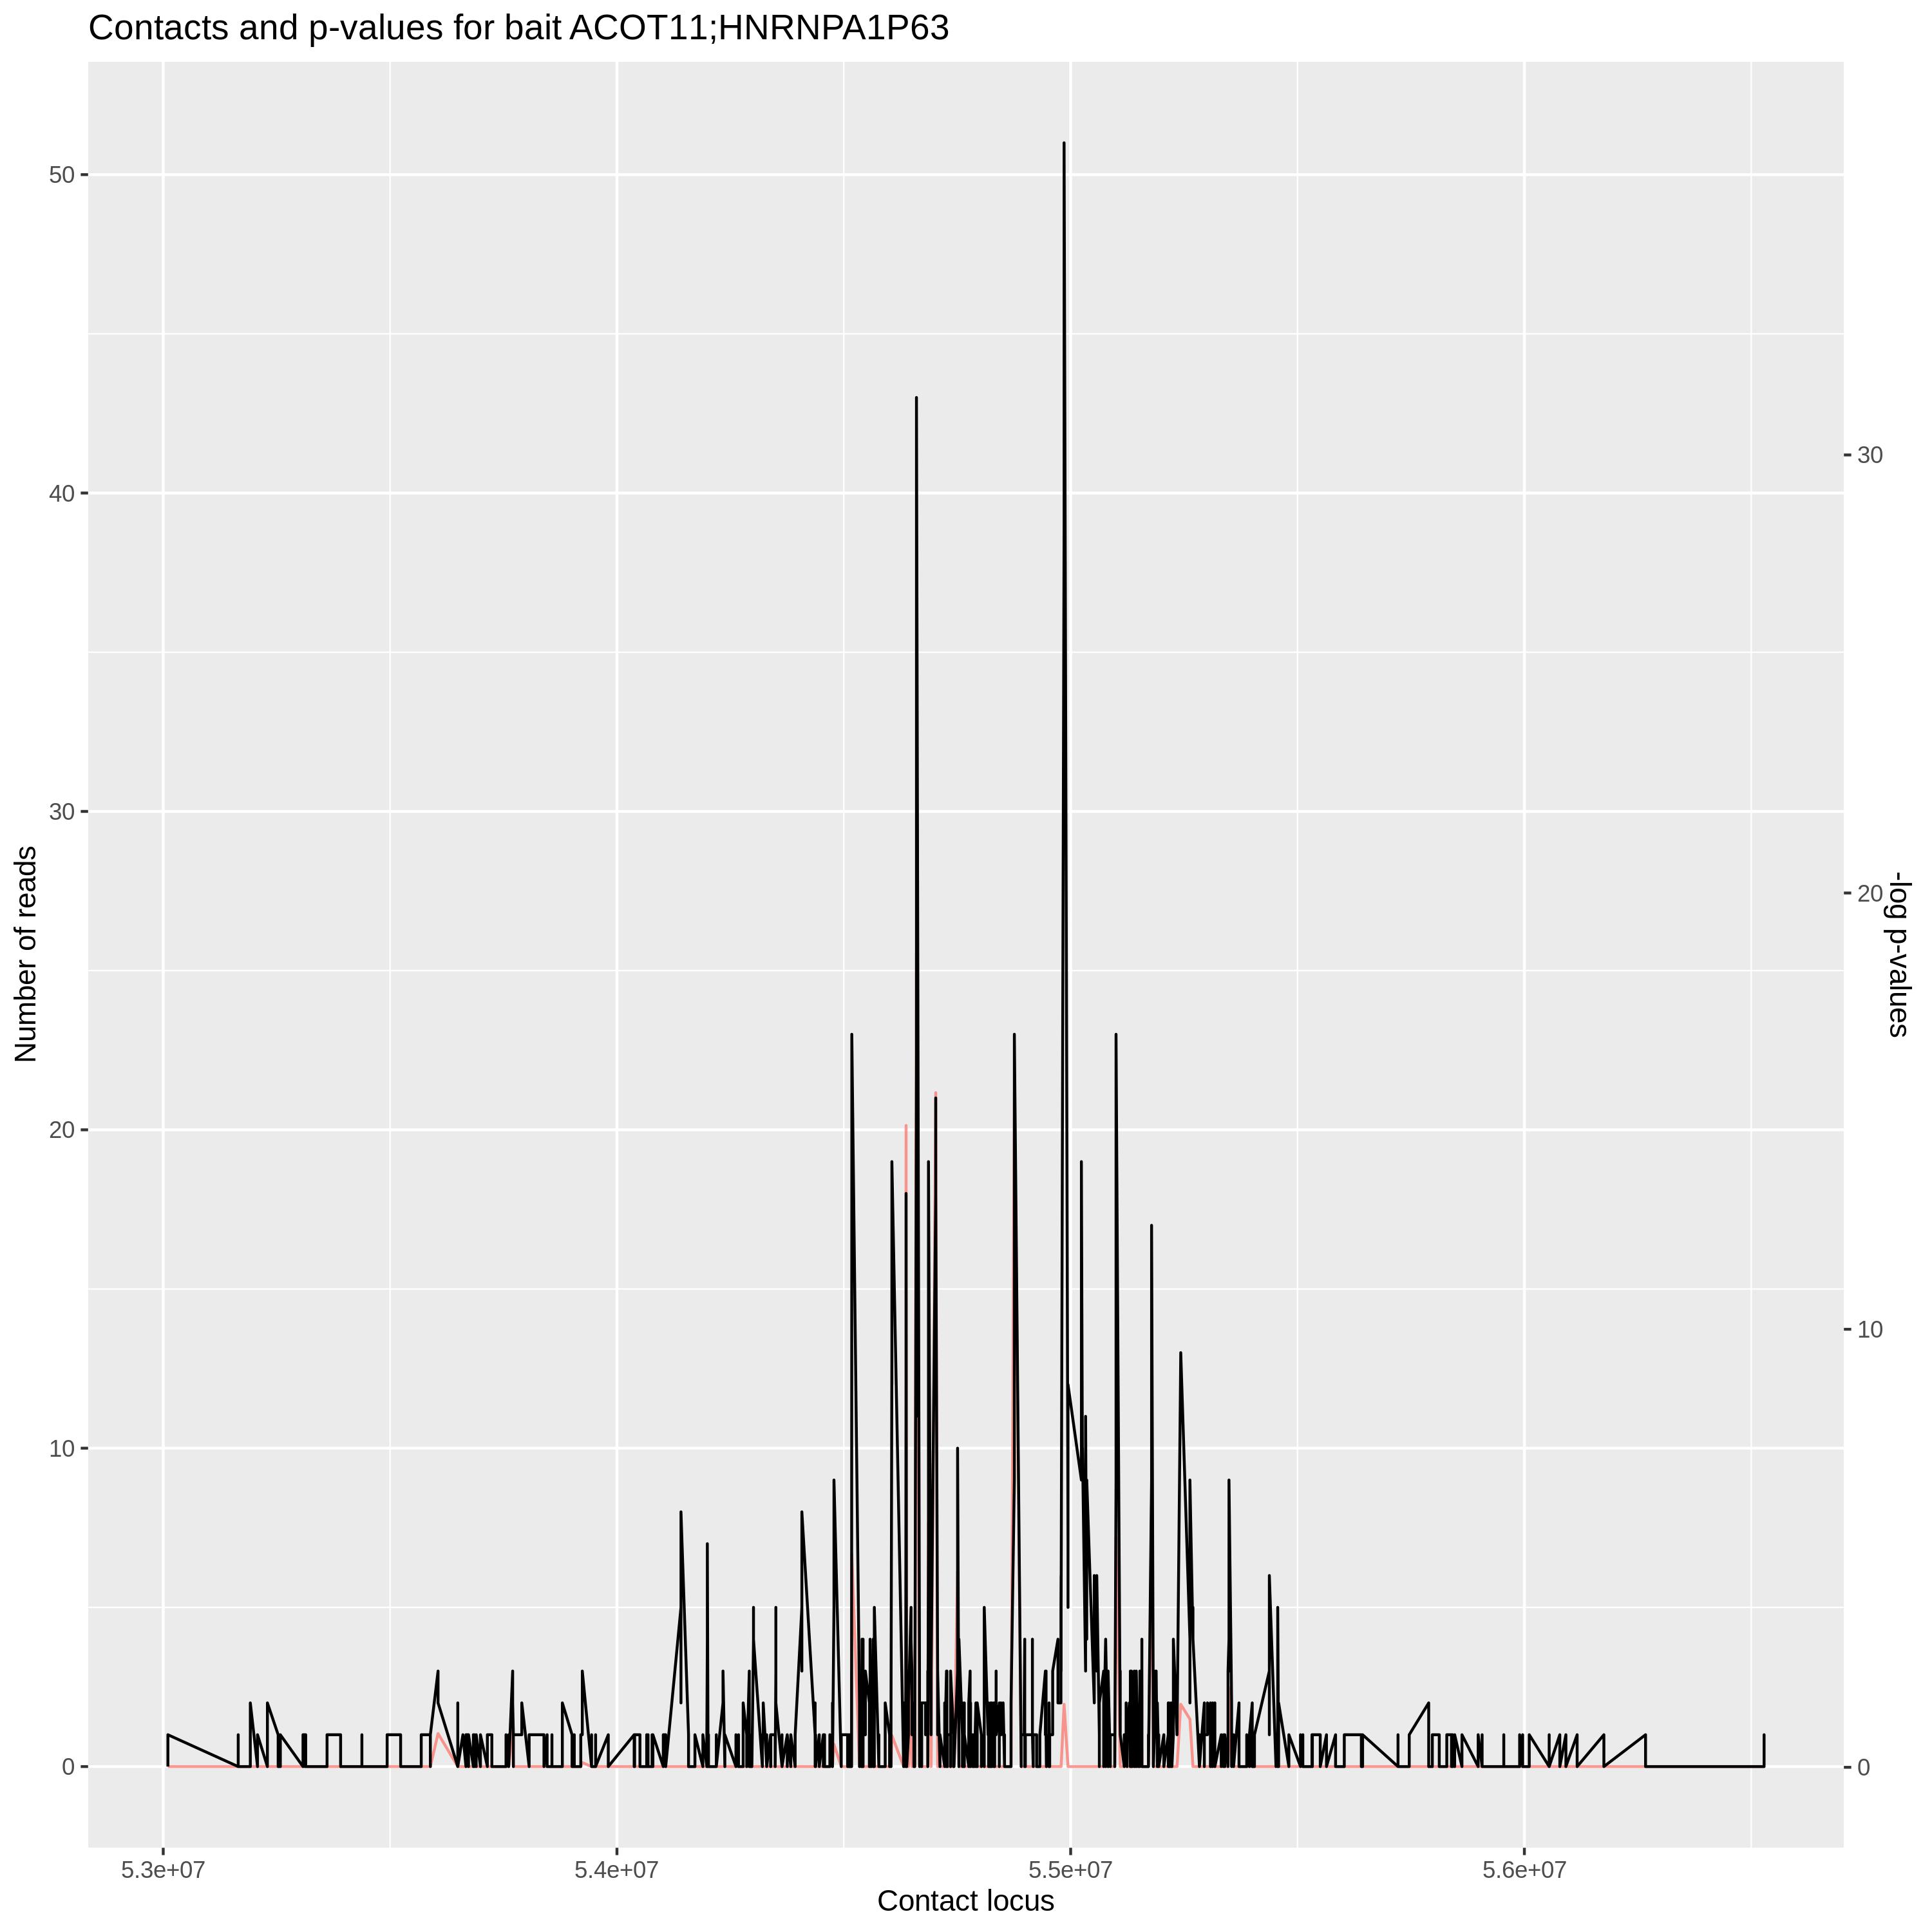 Contacts and p-values for bait ACOT11;HNRNPA1P63
50
40
30
20
10
0
Number of reads
30
20
10
0
-log p-values
5.3e+07
5.4e+07
5.5e+07
5.6e+07
Contact locus